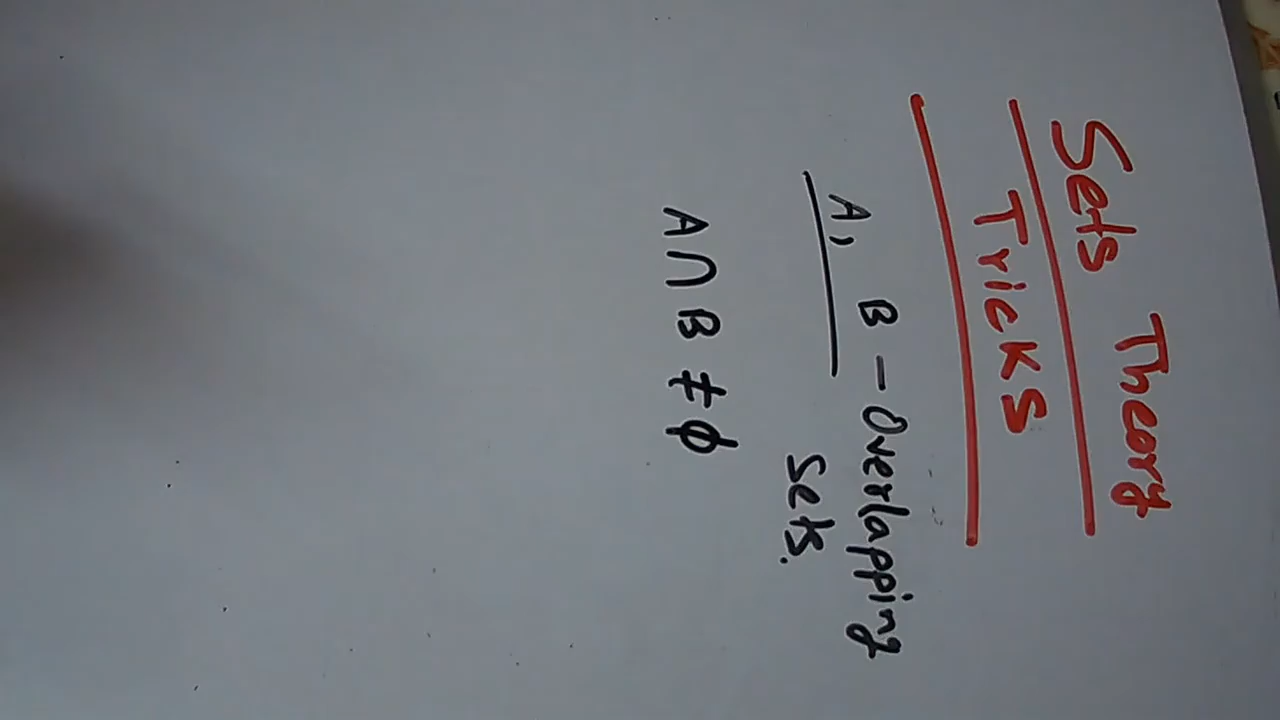 Sets Theory
Tricks
A, B - Overlapping
Sets.
A ∩ B ≠ ϕ